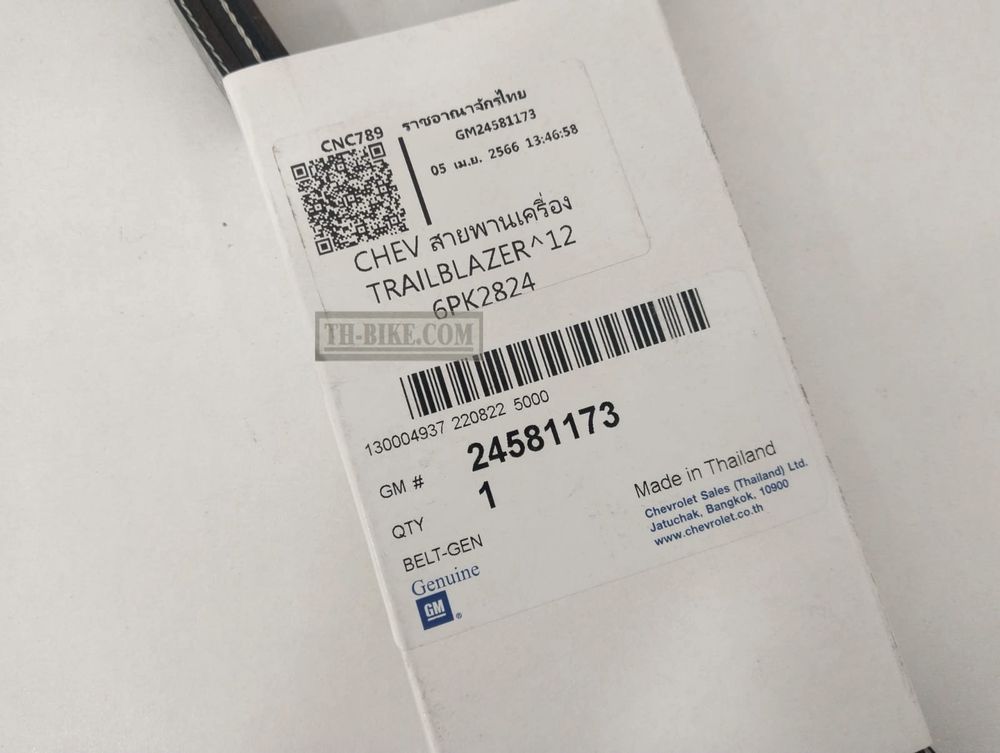 CNC789
ราชอาณาจักรไทย
GM24581173
05 เม.ย. 2566 13:46:58
CHEV สายพานเครื่อง
TRAILBLAZER^12
6PK2824
TH-BIKE.COM
130004937 220822 5000
GM # 24581173
QTY 1
BELT-GEN
Genuine
GM ®
Made in Thailand
Chevrolet Sales (Thailand) Ltd.
Jatuchak, Bangkok, 10900
www.chevrolet.co.th